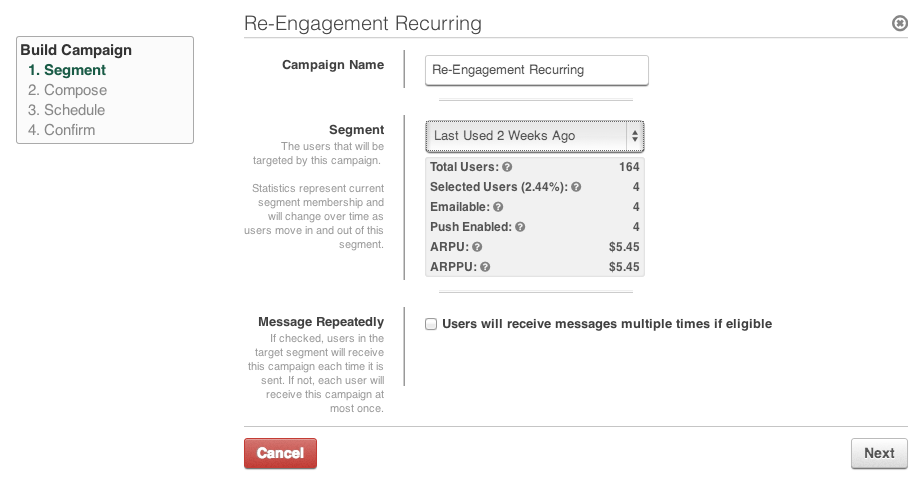 Re-Engagement Recurring
Build Campaign
1. Segment
2. Compose
3. Schedule
4. Confirm
Campaign Name
Re-Engagement Recurring
Segment
The users that will be
targeted by this campaign.
Statistics represent current
segment membership and
will change over time as
users move in and out of this
segment.
Last Used 2 Weeks Ago
Total Users: ? 164
Selected Users (2.44%): ? 4
Emailable: ? 4
Push Enabled: ? 4
ARPU: ? $5.45
ARPPU: ? $5.45
Message Repeatedly
If checked, users in the
target segment will receive
this campaign each time it is
sent. If not, each user will
receive this campaign at
most once.
Users will receive messages multiple times if eligible
Cancel
Next